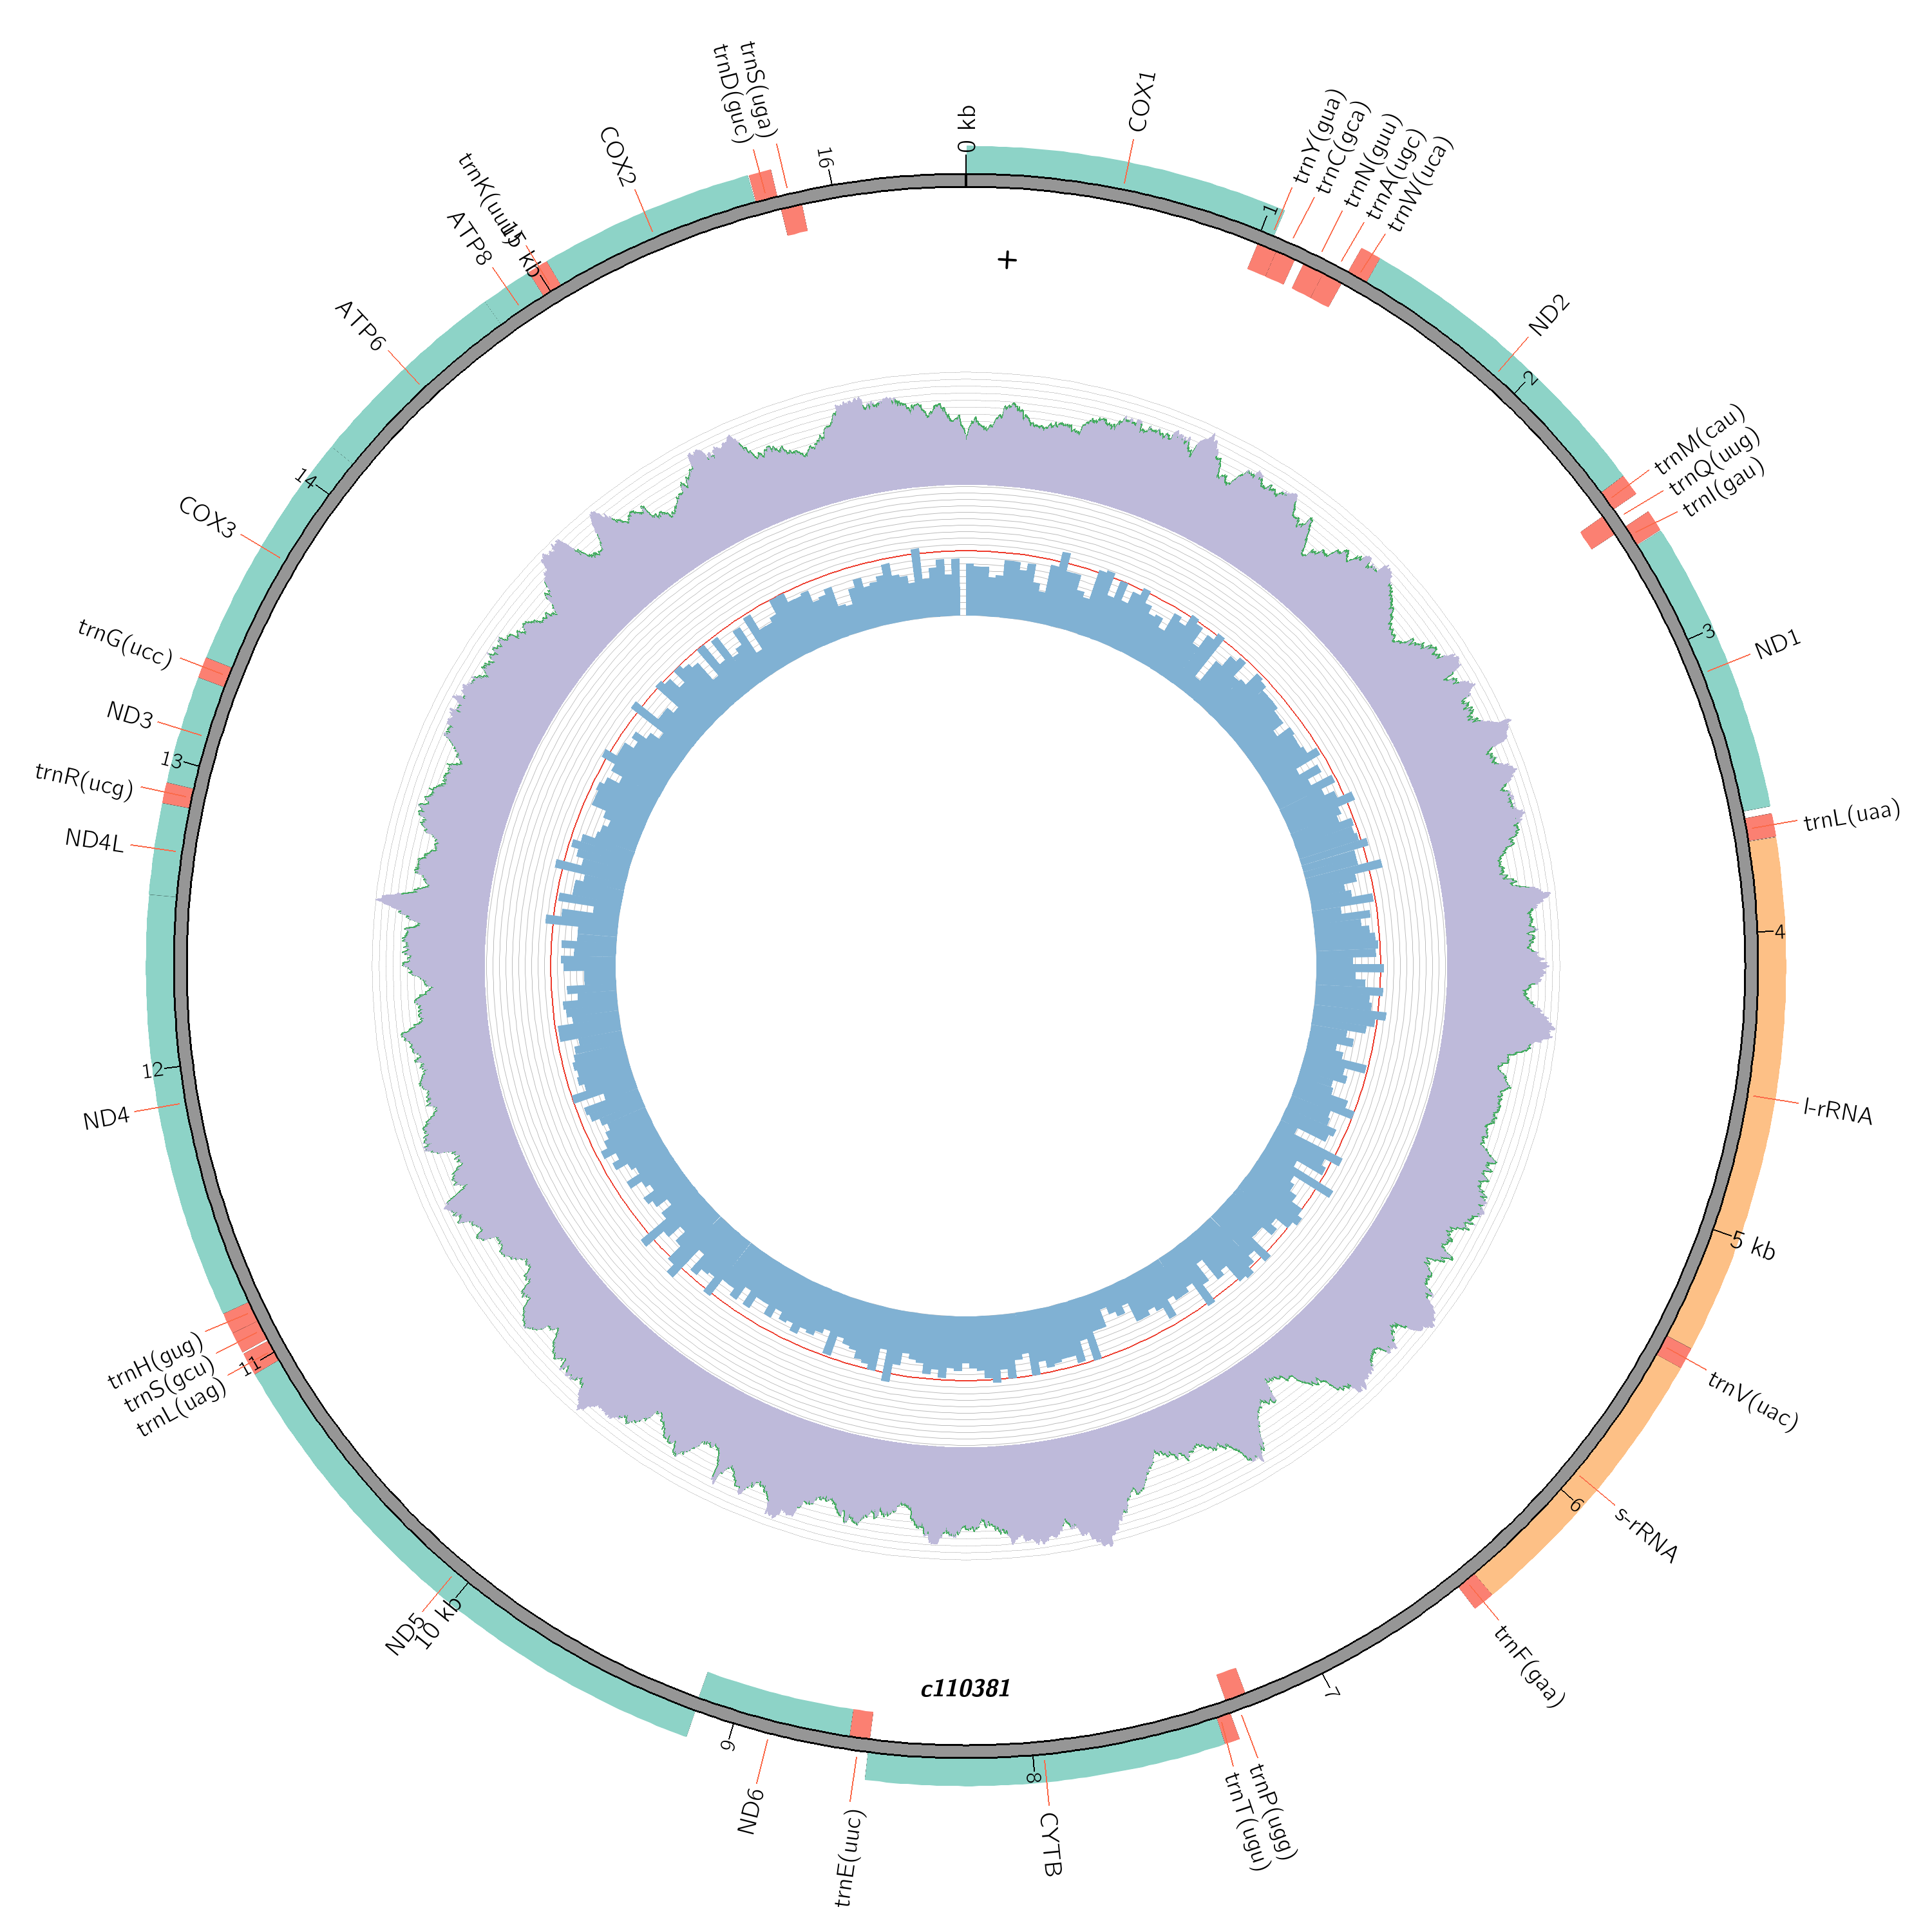 0 kb
COX1
trnY(gua)
trnC(gca)
trnN(guu)
trnA(ugc)
trnW(uca)
1
ND2
2
trnM(cau)
trnQ(uug)
trnI(gau)
3
ND1
trnL(uaa)
4
l-rRNA
5 kb
trnV(uac)
6
s-rRNA
trnF(gaa)
7
trnP(ugg)
trnT(ugu)
8
CYTB
trnE(uuc)
ND6
9
c110381
10 kb
ND5
11
trnL(uag)
trnS(gcu)
trnH(gug)
ND4
12
ND4L
trnR(ucg)
13
ND3
trnG(ucc)
COX3
14
ATP6
ATP8
15 kb
trnK(uuu)
COX2
trnD(guc)
trnS(uga)
16
+